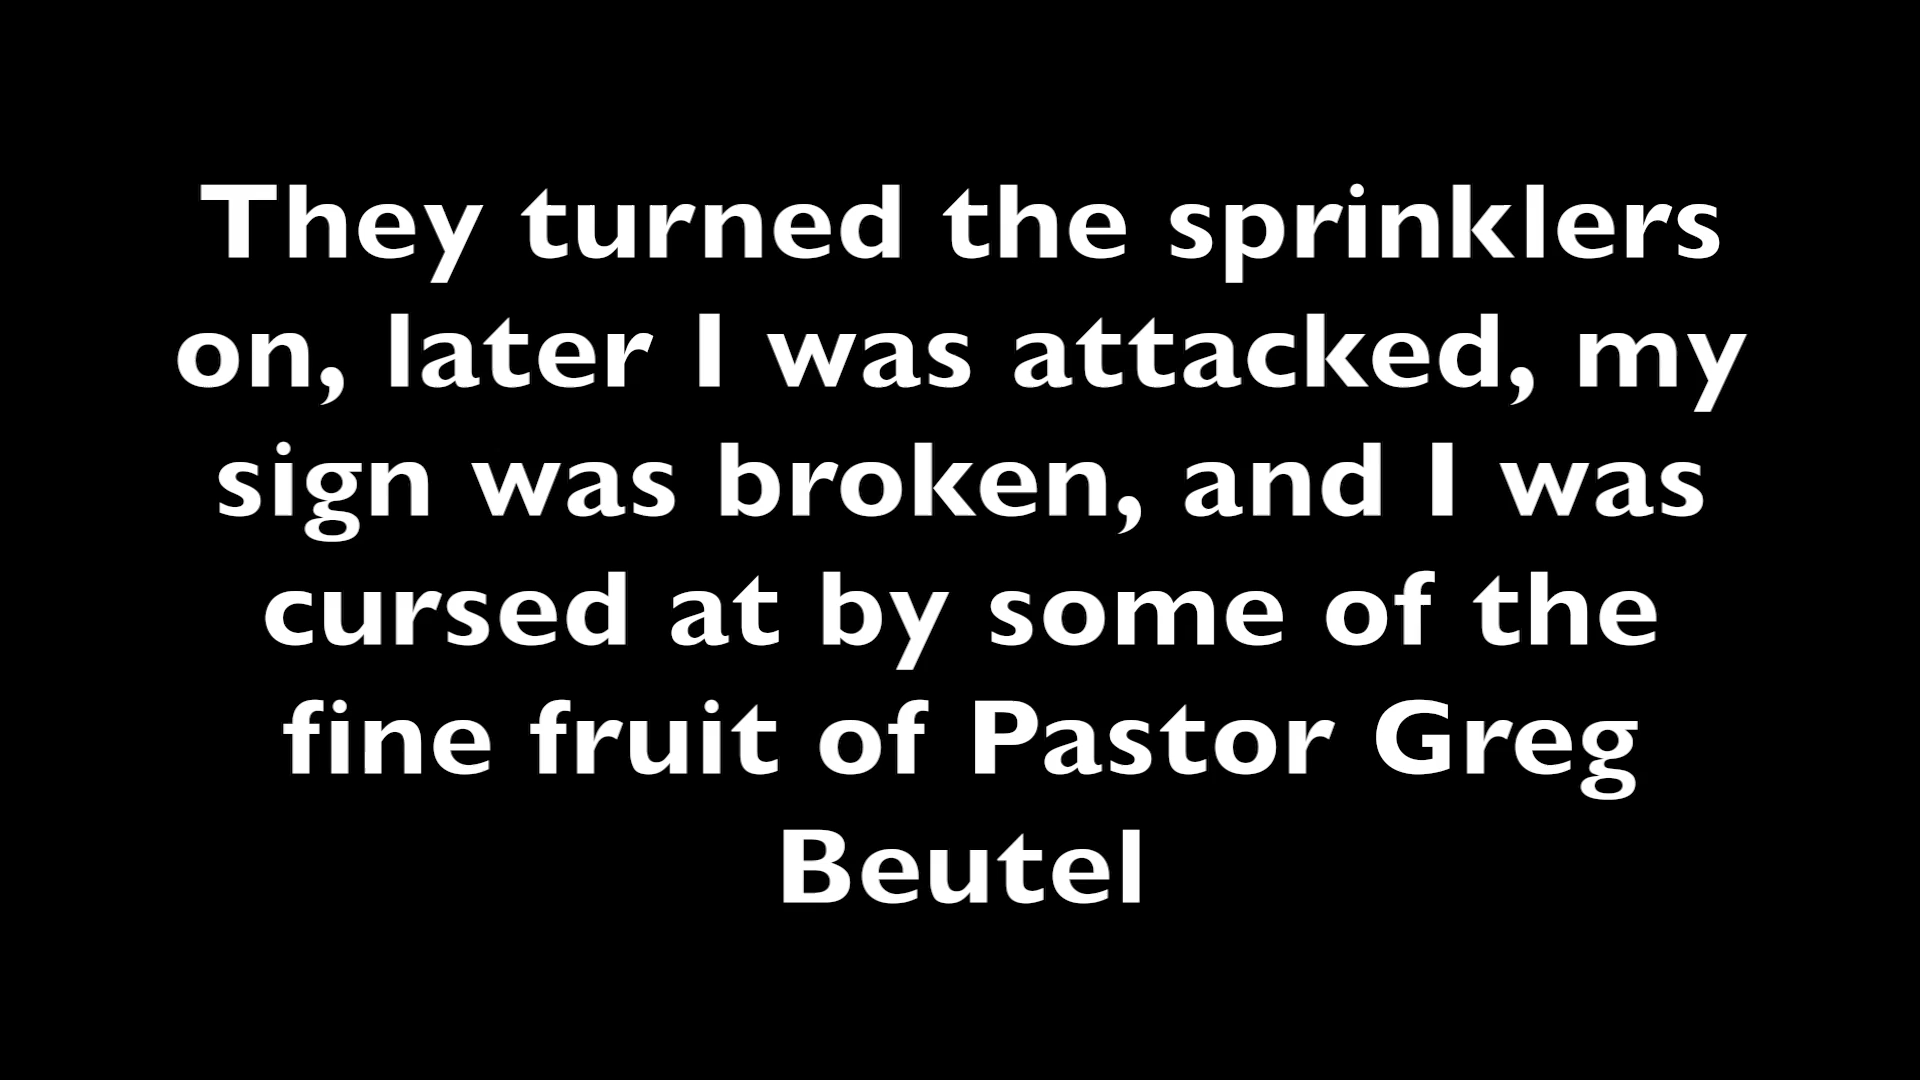 They turned the sprinklers
on, later I was attacked, my
sign was broken, and I was
cursed at by some of the
fine fruit of Pastor Greg
Beutel